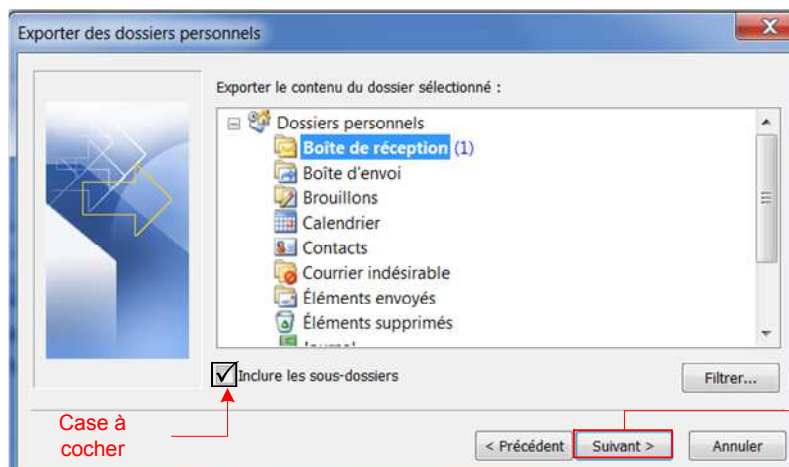 Exporter des dossiers personnels
X
Exporter le contenu du dossier sélectionné :
Dossiers personnels
Boîte de réception (1)
Boîte d'envoi
Brouillons
Calendrier
Contacts
Courrier indésirable
Éléments envoyés
Éléments supprimés
Journal
Inclure les sous-dossiers
Filtrer...
Case à
cocher
< Précédent
Suivant >
Annuler